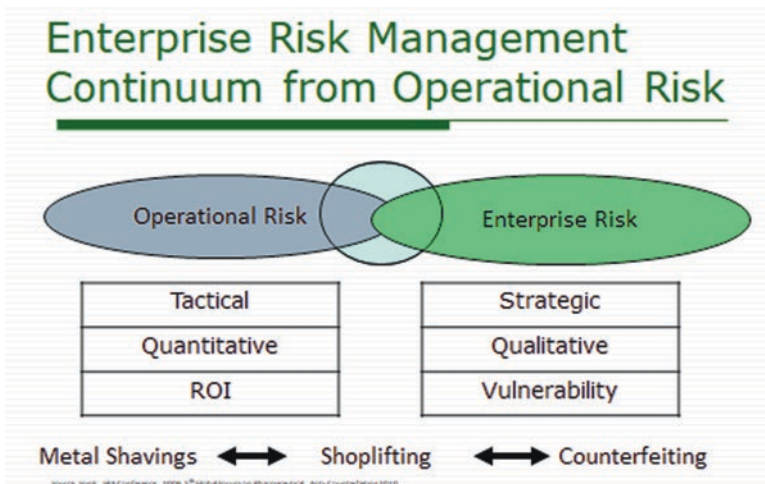 Enterprise Risk Management
Continuum from Operational Risk
Operational Risk
Enterprise Risk
Tactical
Strategic
Quantitative
Qualitative
ROI
Vulnerability
Metal Shavings
Shoplifting
Counterfeiting